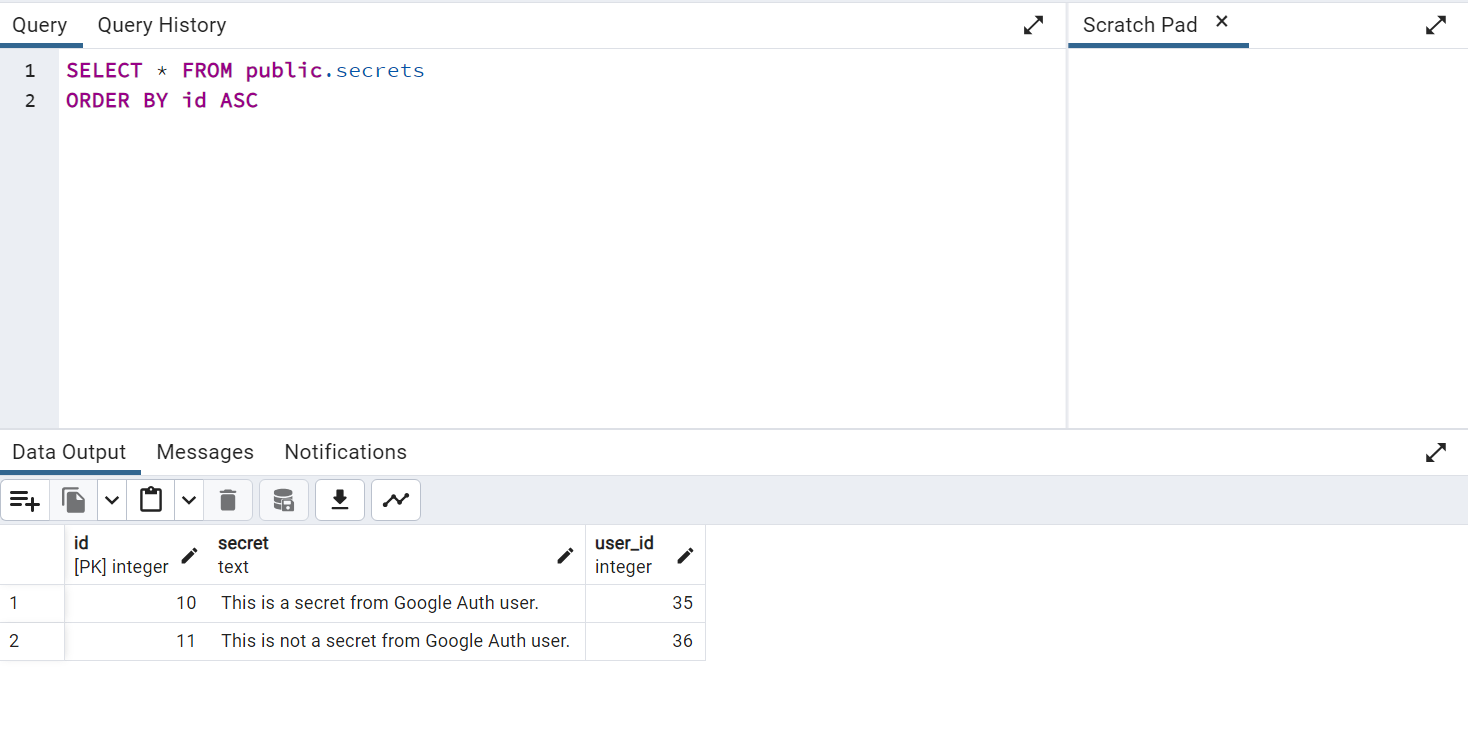 Query Query History Scratch Pad
1 SELECT * FROM public.secrets
2 ORDER BY id ASC
Data Output Messages Notifications
id secret user_id
[PK] integer text integer
1 10 This is a secret from Google Auth user. 35
2 11 This is not a secret from Google Auth user. 36